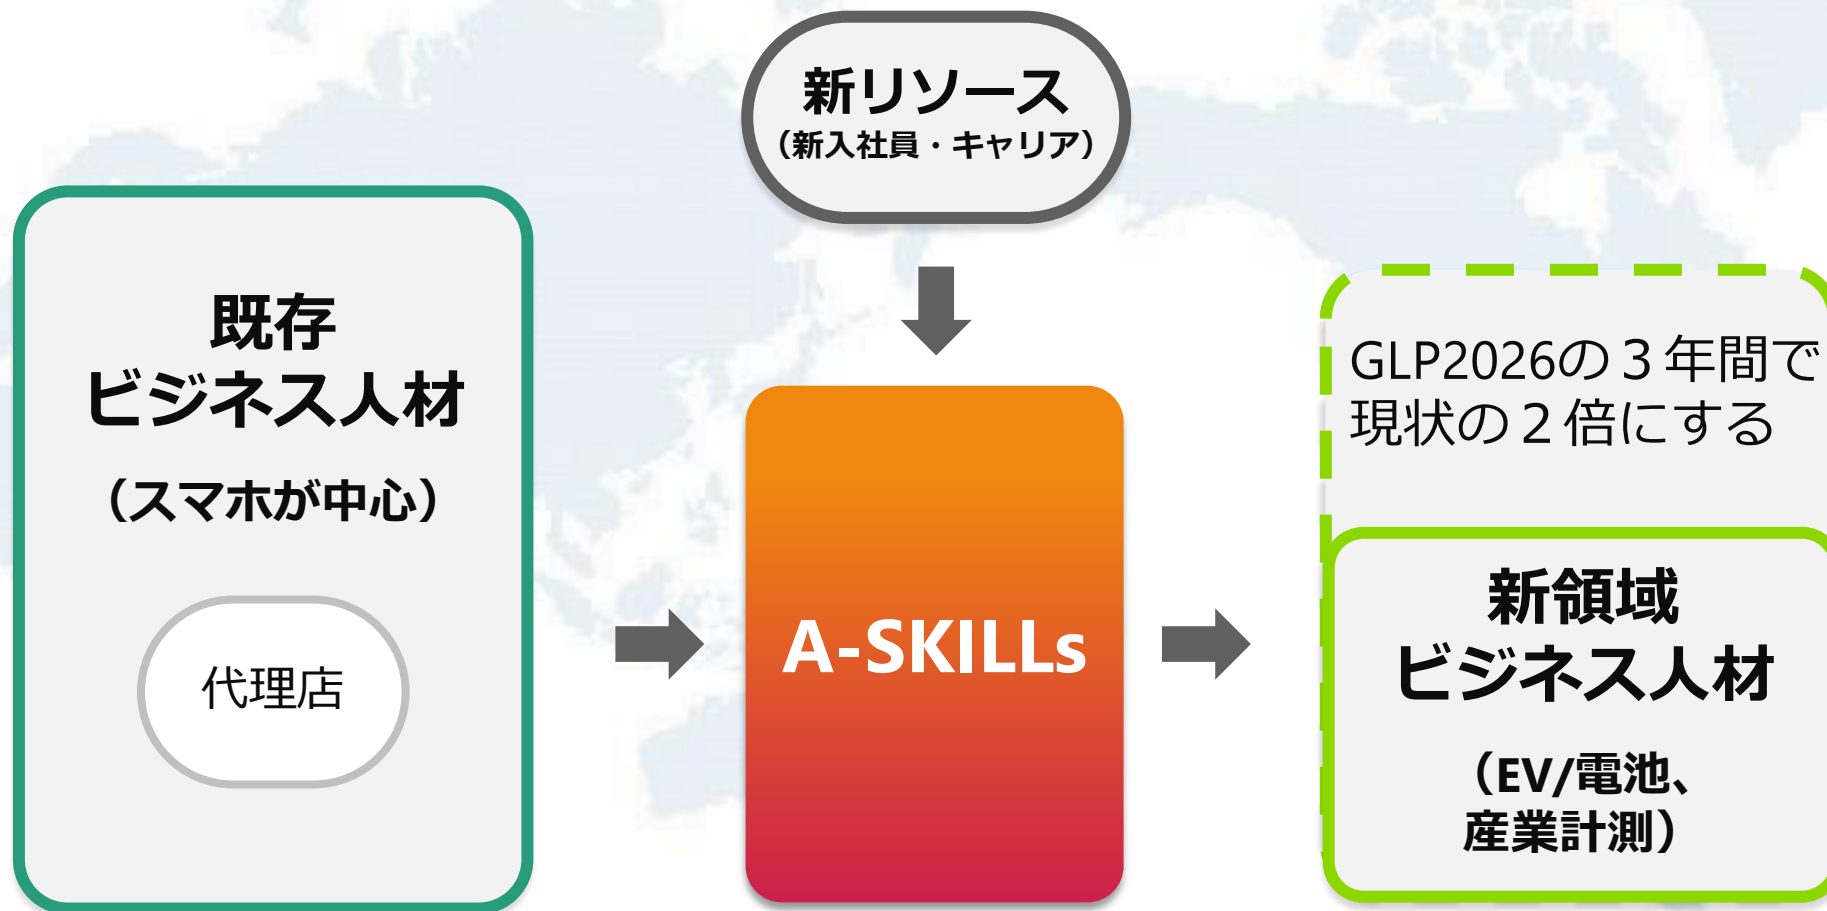 新リソース
（新入社員・キャリア）
既存
ビジネス人材
（スマホが中心）
代理店
A-SKILLs
GLP2026の３年間で
現状の２倍にする
新領域
ビジネス人材
（EV/電池、
産業計測）